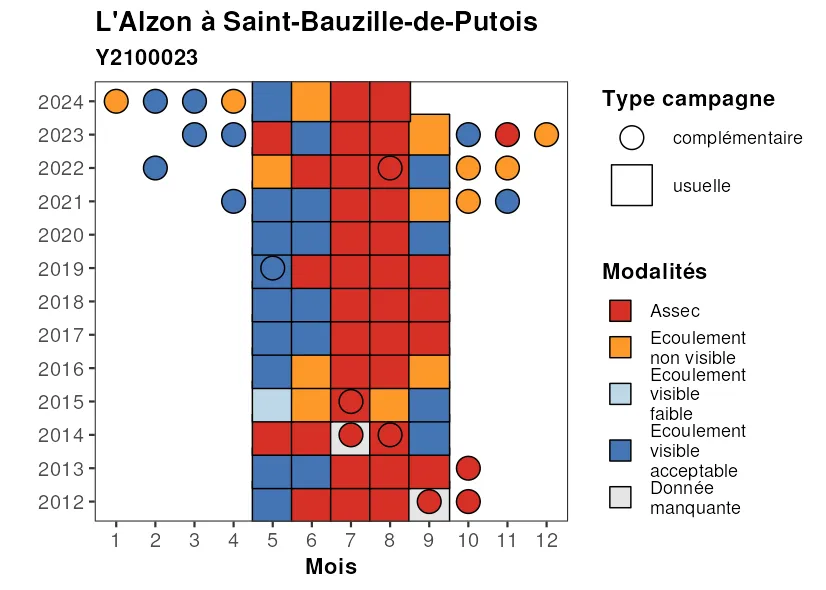 L'Alzon à Saint-Bauzille-de-Putois
Y2100023
2024
2023
2022
2021
2020
2019
2018
2017
2016
2015
2014
2013
2012
1 2 3 4 5 6 7 8 9 10 11 12
Mois
Type campagne
complémentaire
usuelle
Modalités
Assec
Ecoulement
non visible
Ecoulement
visible
faible
Ecoulement
visible
acceptable
Donnée
manquante